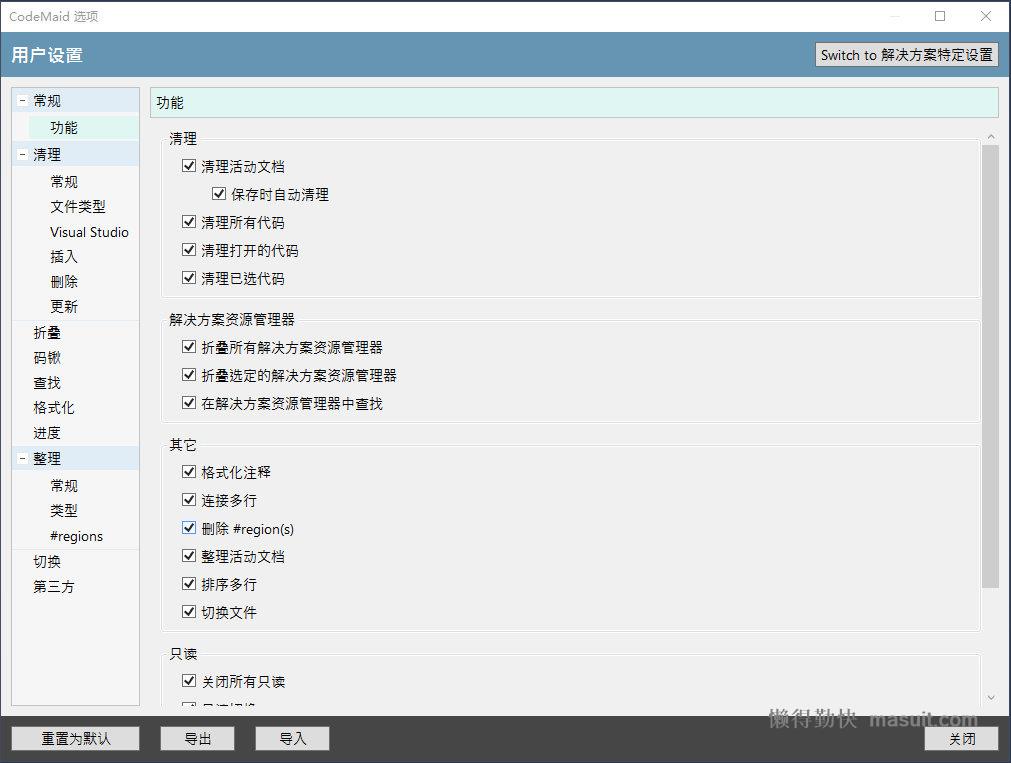 CodeMaid 选项
用户设置
Switch to 解决方案特定设置
常规
功能
清理
常规
文件类型
Visual Studio
插入
删除
更新
折叠
码锹
查找
格式化
进度
整理
常规
类型
#regions
切换
第三方
功能
清理
清理活动文档
保存时自动清理
清理所有代码
清理打开的代码
清理已选代码
解决方案资源管理器
折叠所有解决方案资源管理器
折叠选定的解决方案资源管理器
在解决方案资源管理器中查找
其它
格式化注释
连接多行
删除 #region(s)
整理活动文档
排序多行
切换文件
只读
关闭所有只读
懒得勤快 masuit.com
重置为默认
导出
导入
关闭